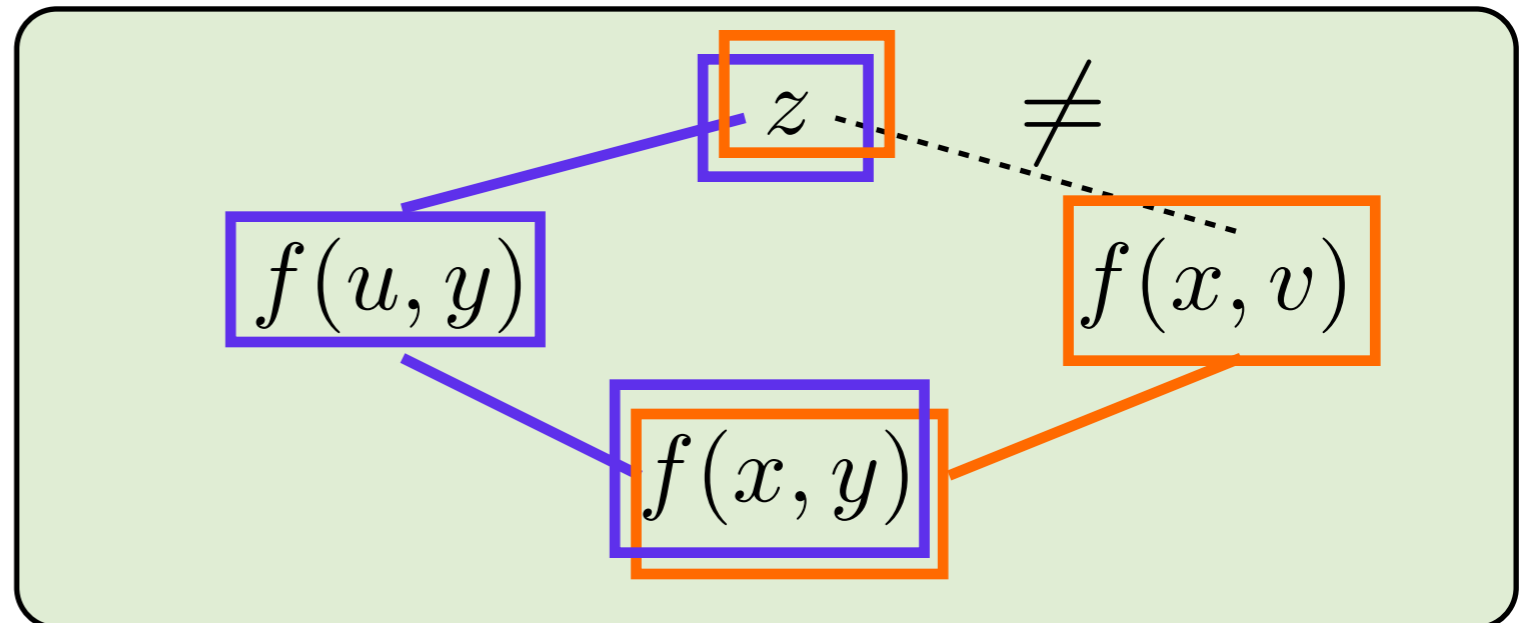 z ≠
f(u, y) f(x, v)
f(x, y)